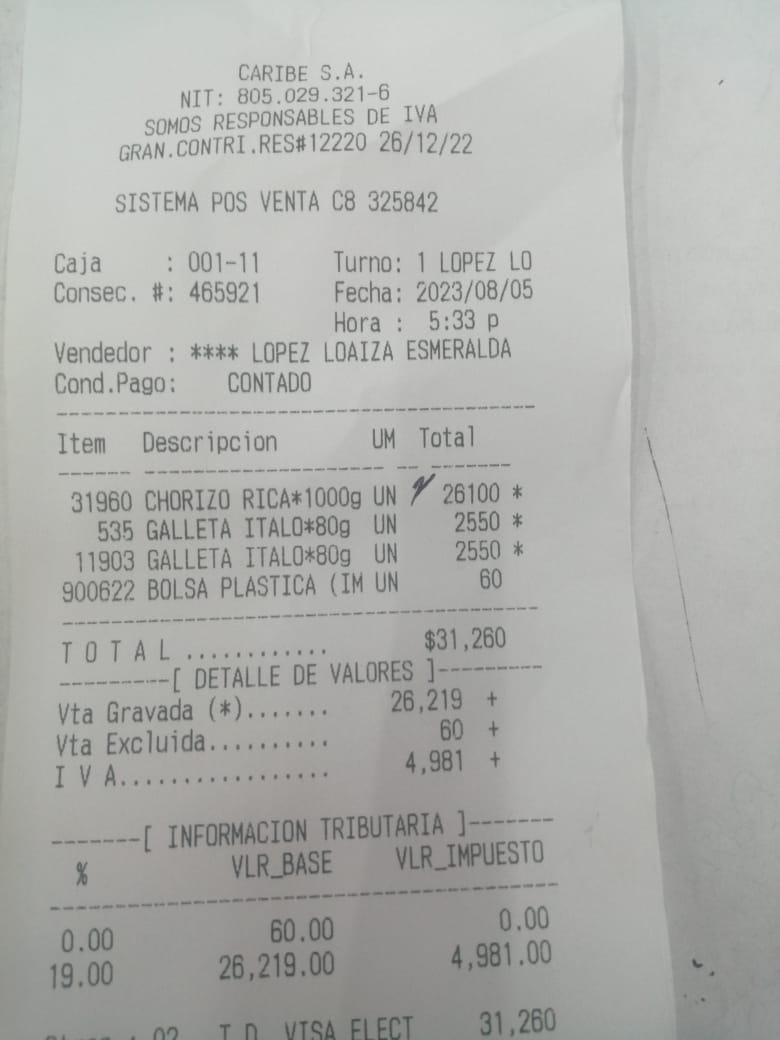 CARIBE S.A.
NIT: 805.029.321-6
SOMOS RESPONSABLES DE IVA
GRAN.CONTRI.RES#12220 26/12/22
SISTEMA POS VENTA C8 325842
Caja : 001-11 Turno: 1 LOPEZ LO
Consec. #: 465921 Fecha: 2023/08/05
Hora : 5:33 p
Vendedor : **** LOPEZ LOAIZA ESMERALDA
Cond.Pago: CONTADO
Item Descripcion UM Total
31960 CHORIZO RICA*1000g UN 26100 *
535 GALLETA ITALO*80g UN 2550 *
11903 GALLETA ITALO*80g UN 2550 *
900622 BOLSA PLASTICA (IM UN 60
T O T A L ............ $31,260
---------[ DETALLE DE VALORES ]---------
Vta Gravada (*)....... 26,219 +
Vta Excluida.......... 60 +
I V A................. 4,981 +
-------[ INFORMACION TRIBUTARIA ]-------
% VLR_BASE VLR_IMPUESTO
0.00 60.00 0.00
19.00 26,219.00 4,981.00
02 T.D. VISA ELECT 31,260